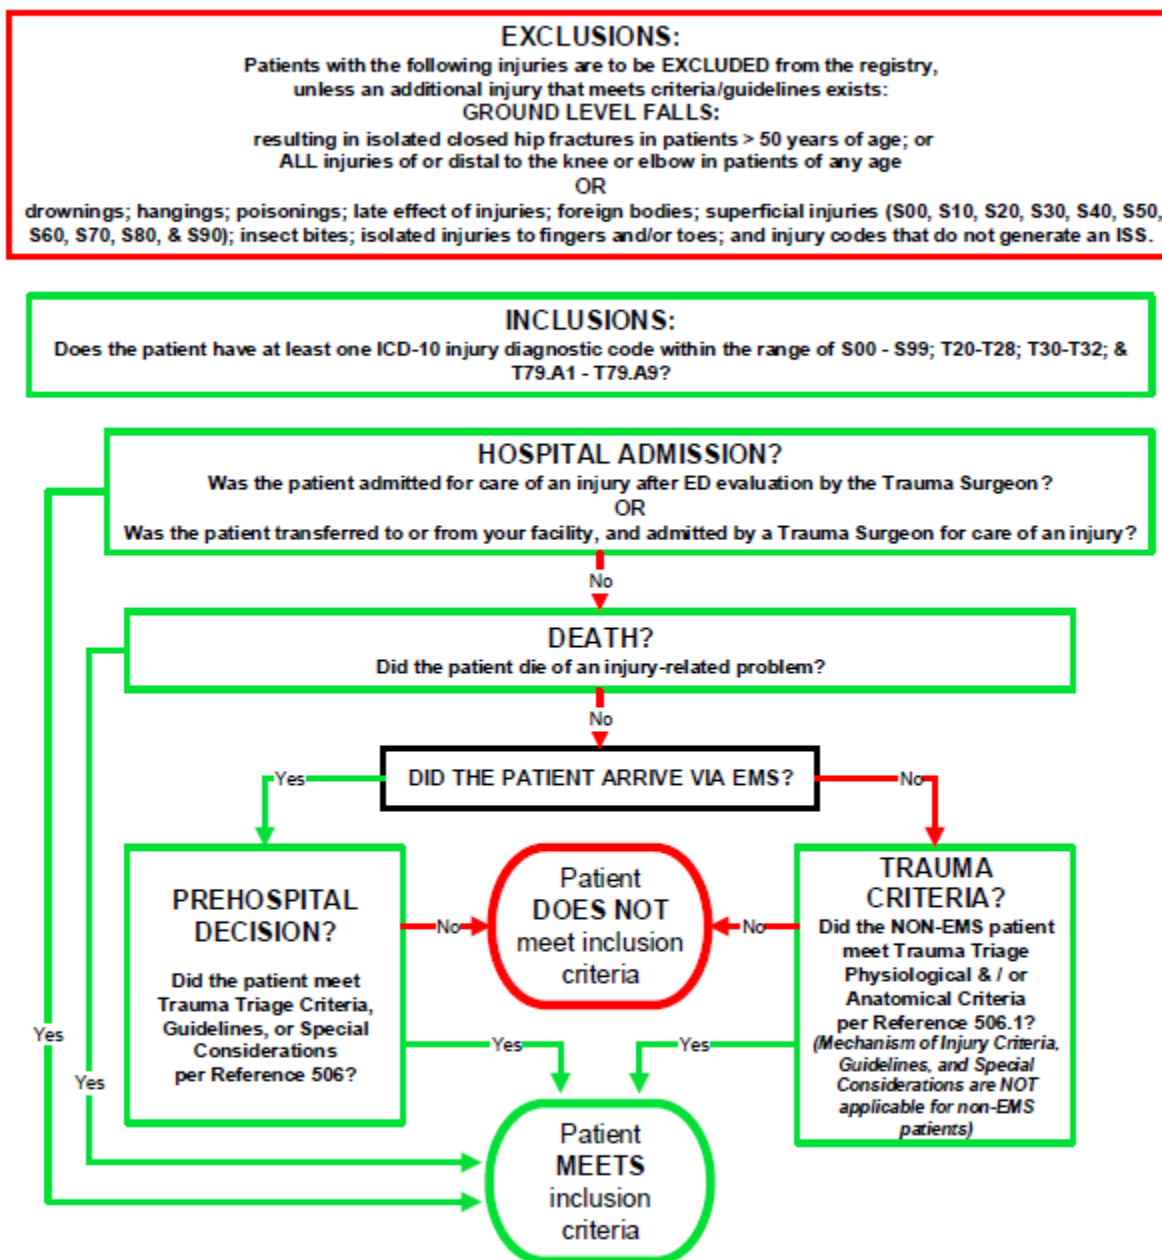 EXCLUSIONS:
Patients with the following injuries are to be EXCLUDED from the registry,
unless an additional injury that meets criteria/guidelines exists:
GROUND LEVEL FALLS:
resulting in isolated closed hip fractures in patients > 50 years of age; or
ALL injuries of or distal to the knee or elbow in patients of any age
OR
drownings; hangings; poisonings; late effect of injuries; foreign bodies; superficial injuries (S00, S10, S20, S30, S40, S50,
S60, S70, S80, & S90); insect bites; isolated injuries to fingers and/or toes; and injury codes that do not generate an ISS.
INCLUSIONS:
Does the patient have at least one ICD-10 injury diagnostic code within the range of S00 - S99; T20-T28; T30-T32; &
T79.A1 - T79.A9?
HOSPITAL ADMISSION?
Was the patient admitted for care of an injury after ED evaluation by the Trauma Surgeon?
OR
Was the patient transferred to or from your facility, and admitted by a Trauma Surgeon for care of an injury?
No
DEATH?
Did the patient die of an injury-related problem?
No
DID THE PATIENT ARRIVE VIA EMS?
Yes
No
PREHOSPITAL
DECISION?
Did the patient meet
Trauma Triage Criteria,
Guidelines, or Special
Considerations
per Reference 506?
No
Patient
DOES NOT
meet inclusion
criteria
No
TRAUMA
CRITERIA?
Did the NON-EMS patient
meet Trauma Triage
Physiological & / or
Anatomical Criteria
per Reference 506.1?
(Mechanism of Injury Criteria,
Guidelines, and Special
Considerations are NOT
applicable for non-EMS
patients)
Yes
Yes
Yes
Yes
Patient
MEETS
inclusion
criteria